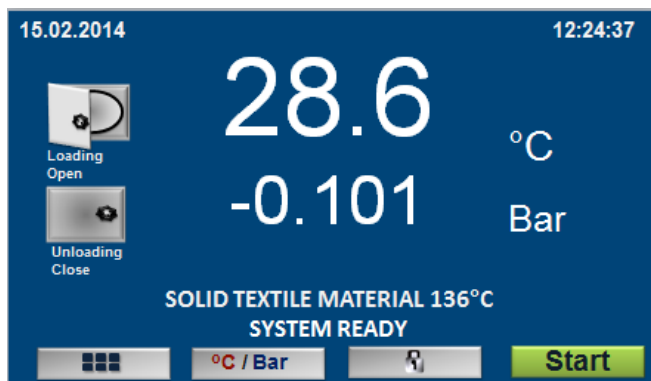 15.02.2014 12:24:37
28.6 °C
Loading
Open
-0.101 Bar
Unloading
Close
SOLID TEXTILE MATERIAL 136°C
SYSTEM READY
°C / Bar Start